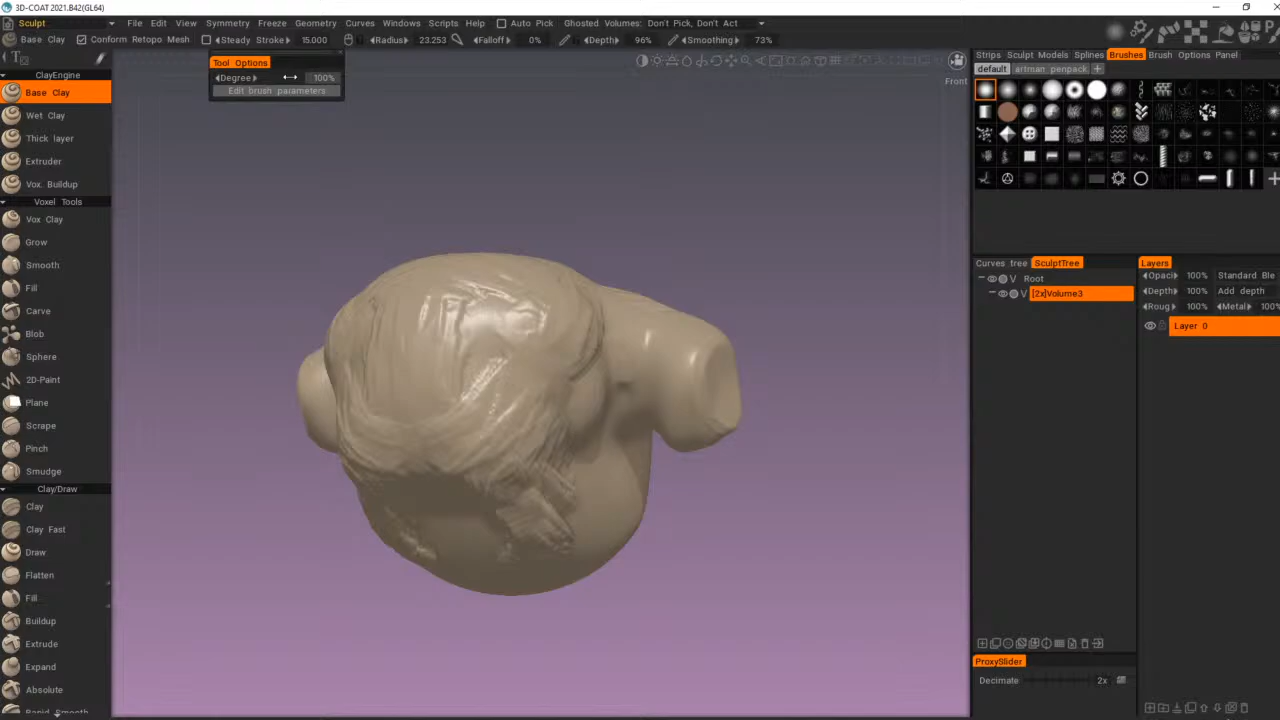 3D-COAT 2021.B42(GL64)
Sculpt File Edit View Symmetry Freeze Geometry Curves Windows Scripts Help Auto Pick Ghosted Volumes: Don't Pick, Don't Act
Base Clay Conform Retopo Mesh Steady Stroke 15.000 Radius 23.253 Falloff 0% Depth 96% Smoothing 73%
Tool Options
Degree 100%
Edit brush parameters
ClayEngine
Base Clay
Wet Clay
Thick layer
Extruder
Vox. Buildup
Voxel Tools
Vox Clay
Grow
Smooth
Fill
Carve
Blob
Sphere
2D-Paint
Plane
Scrape
Pinch
Smudge
Clay/Draw
Clay
Clay Fast
Draw
Flatten
Fill
Buildup
Extrude
Expand
Absolute
Rapid Smooth
Front
Strips Sculpt Models Splines Brushes Brush Options Panel
default artman penpack +
Curves tree SculptTree
V Root
V [2x]Volume3
Layers
Opaci 100% Standard Ble
Depth 100% Add depth
Roug 100% Metal 100%
Layer 0
ProxySlider
Decimate 2x